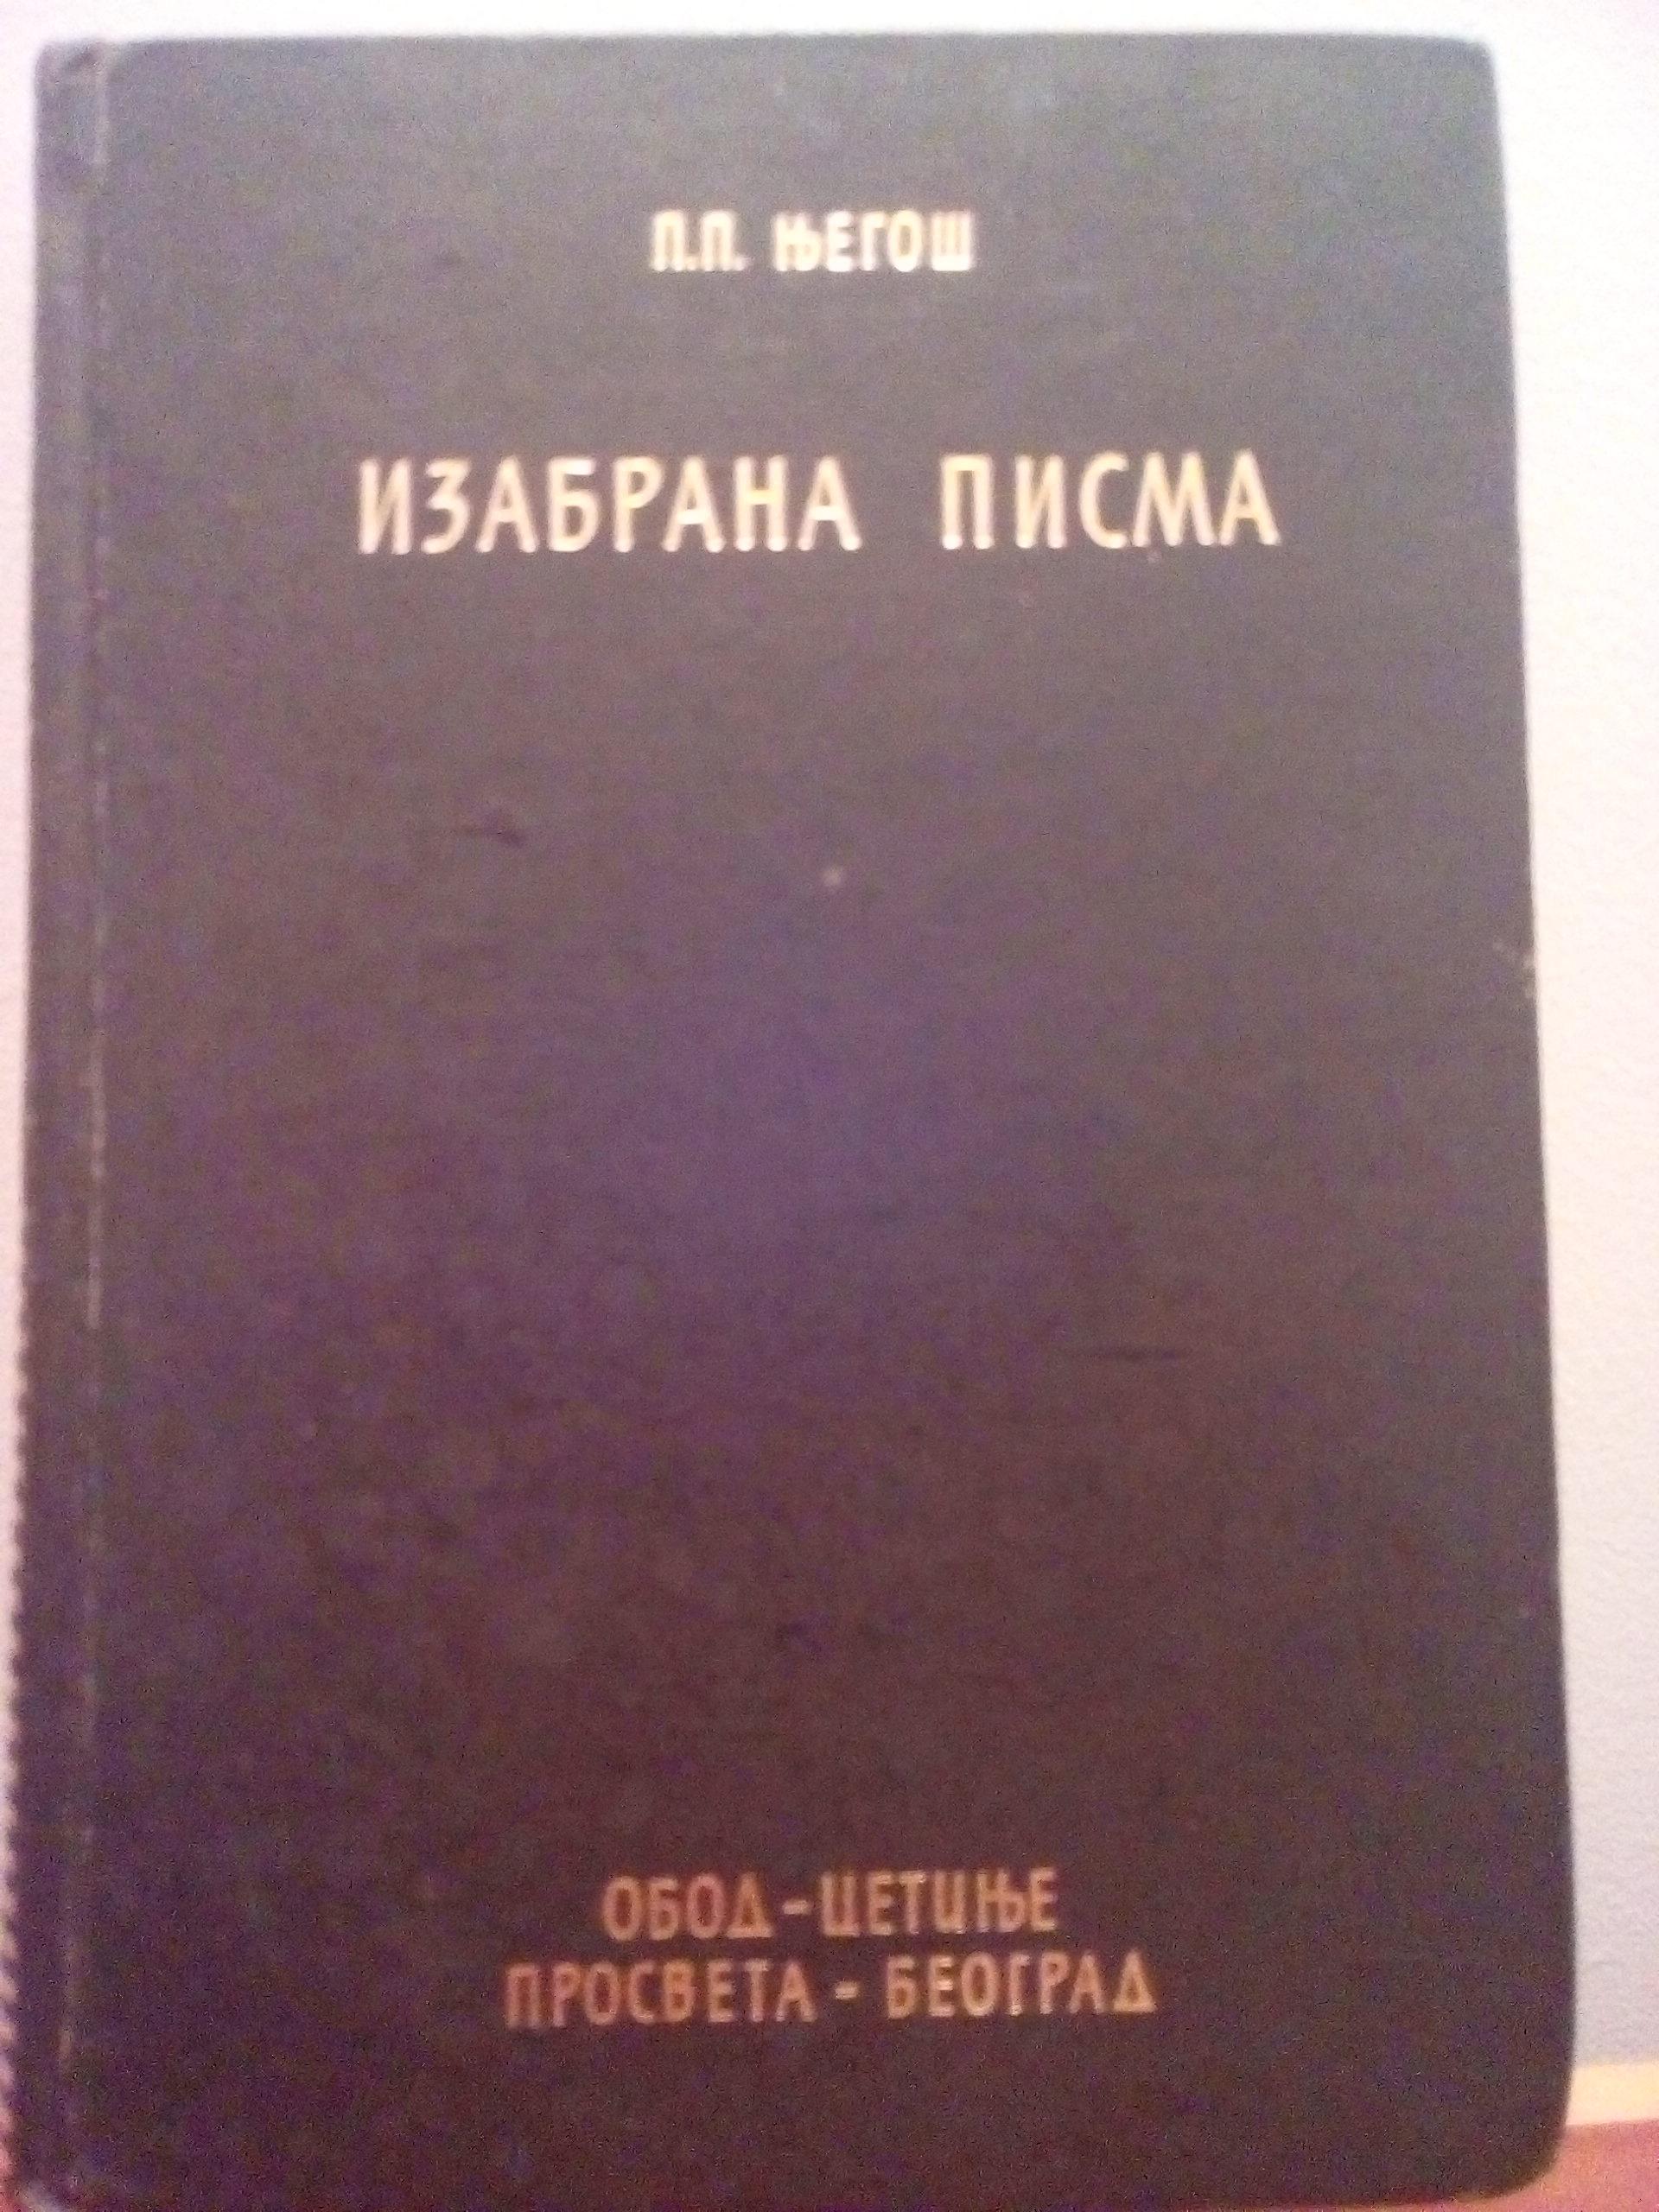 П.П. ЊЕГОШ
ИЗАБРАНА ПИСМА
ОБОД - ЦЕТИЊЕ
ПРОСВЕТА - БЕОГРАД